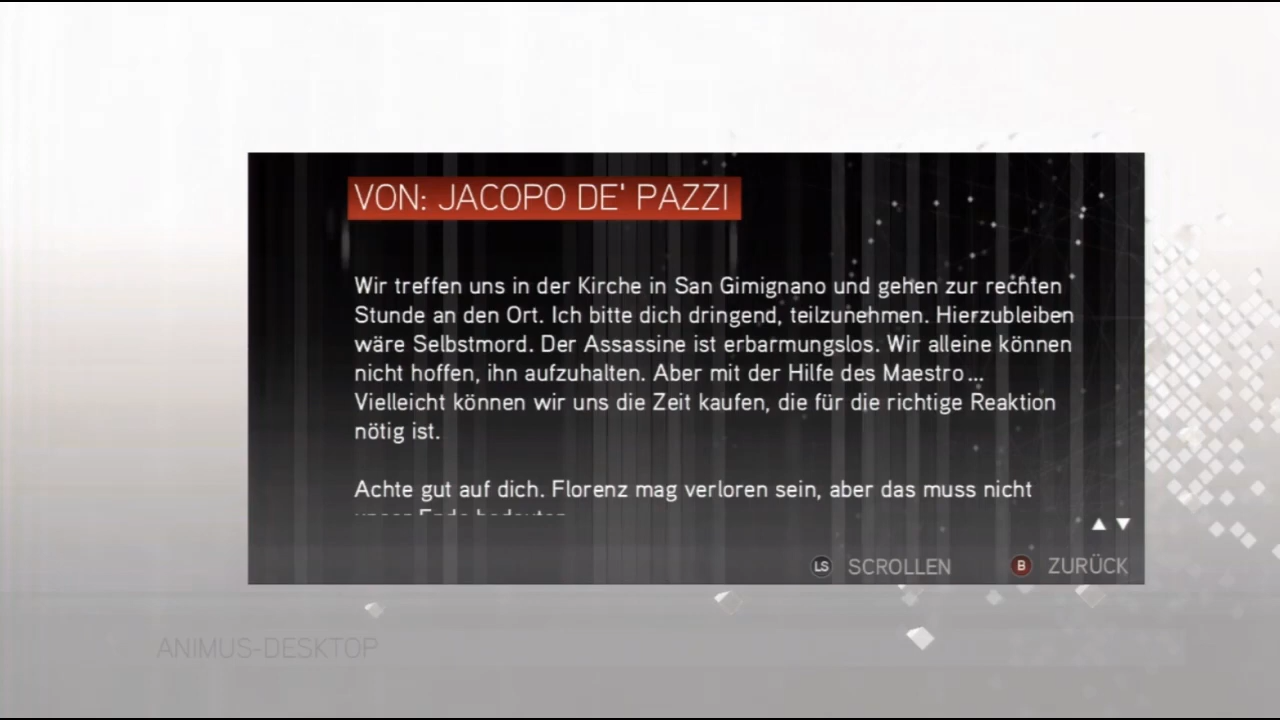 VON: JACOPO DE' PAZZI
Wir treffen uns in der Kirche in San Gimignano und gehen zur rechten
Stunde an den Ort. Ich bitte dich dringend, teilzunehmen. Hierzubleiben
wäre Selbstmord. Der Assassine ist erbarmungslos. Wir alleine können
nicht hoffen, ihn aufzuhalten. Aber mit der Hilfe des Maestro...
Vielleicht können wir uns die Zeit kaufen, die für die richtige Reaktion
nötig ist.
Achte gut auf dich. Florenz mag verloren sein, aber das muss nicht
LS SCROLLEN B ZURÜCK
ANIMUS-DESKTOP